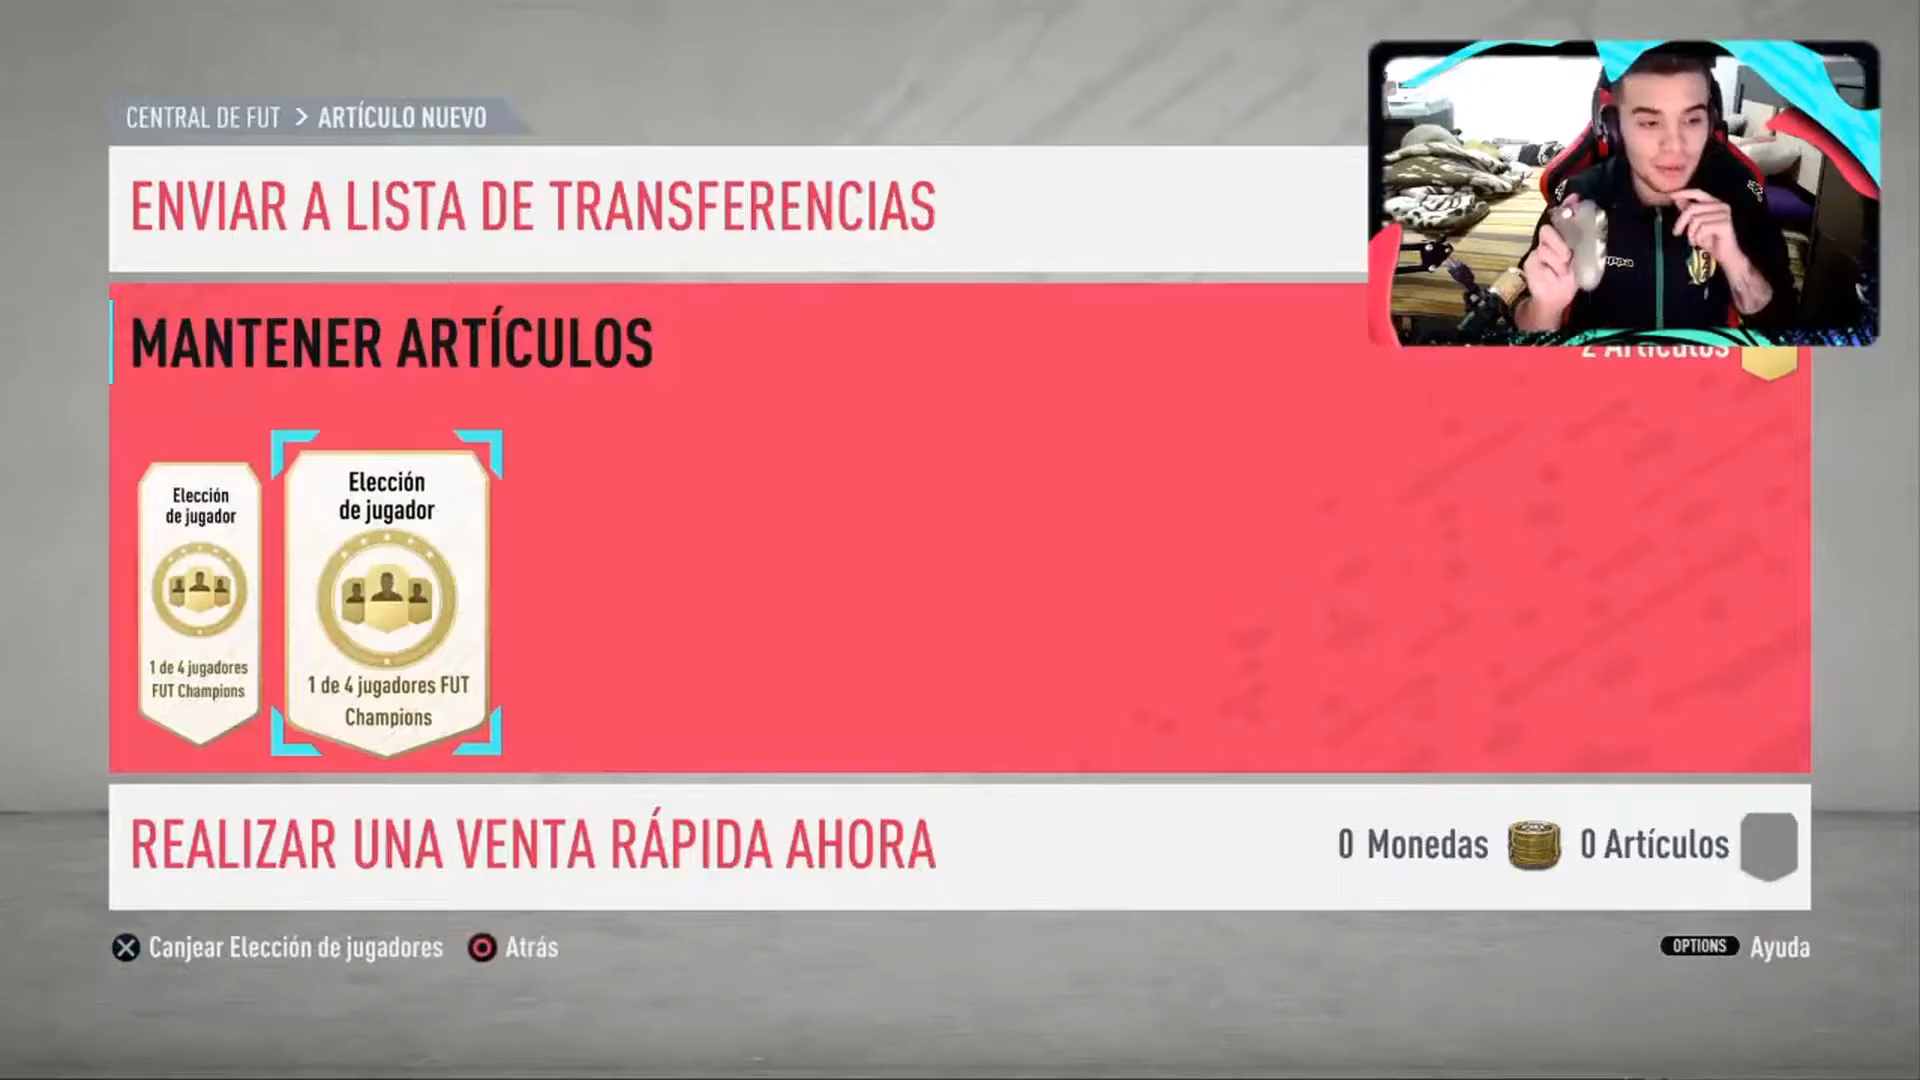 CENTRAL DE FUT > ARTÍCULO NUEVO
ENVIAR A LISTA DE TRANSFERENCIAS
MANTENER ARTÍCULOS
2 Artículos
Elección
de jugador
1 de 4 jugadores
FUT Champions
Elección
de jugador
1 de 4 jugadores FUT
Champions
REALIZAR UNA VENTA RÁPIDA AHORA
0 Monedas 0 Artículos
Canjear Elección de jugadores Atrás
OPTIONS Ayuda